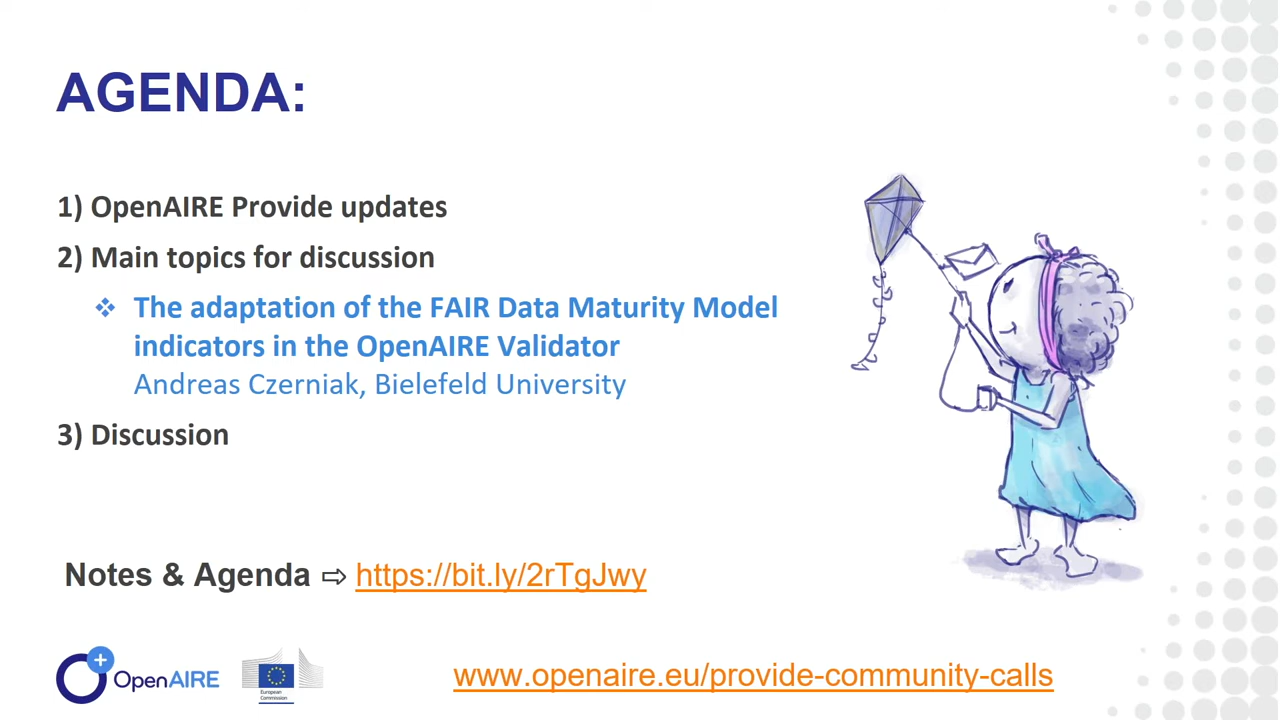 AGENDA:
1) OpenAIRE Provide updates
2) Main topics for discussion
❖ The adaptation of the FAIR Data Maturity Model
indicators in the OpenAIRE Validator
Andreas Czerniak, Bielefeld University
3) Discussion
Notes & Agenda ⇨ https://bit.ly/2rTgJwy
OpenAIRE
European
Commission
www.openaire.eu/provide-community-calls